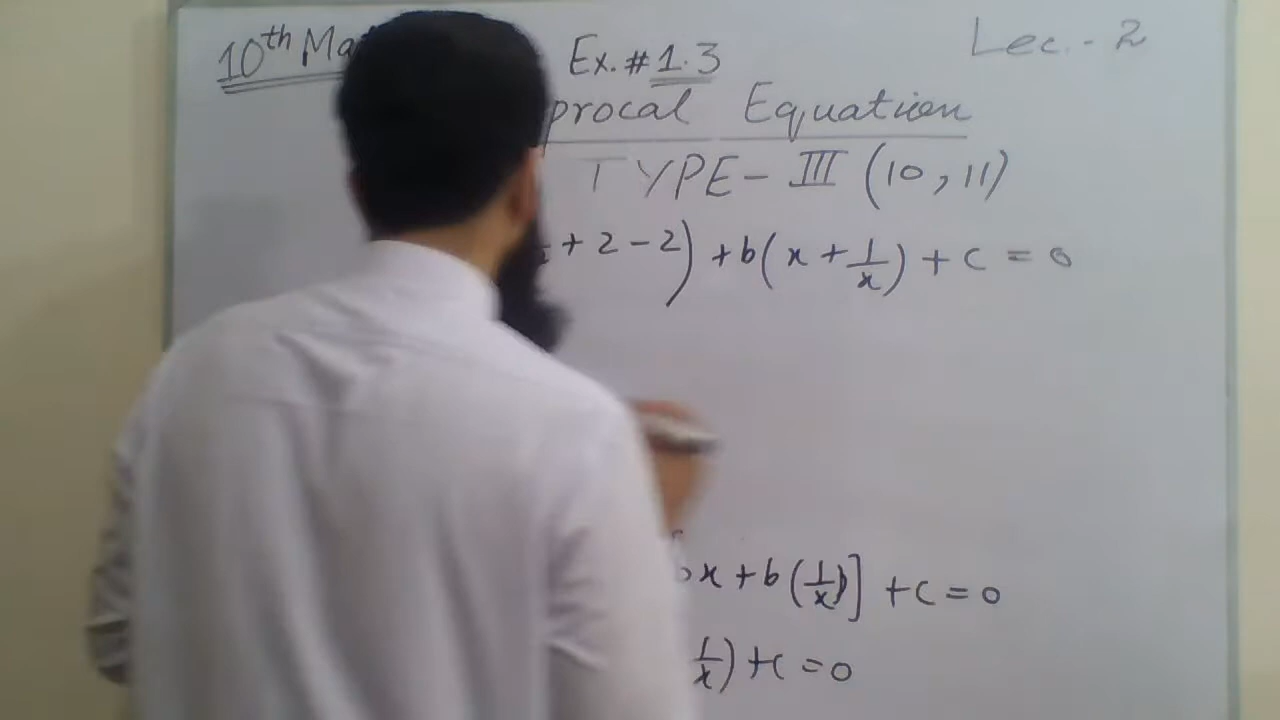 10th Ma Ex.#1.3 Lec.-2
procal Equation
TYPE-III (10,11)
+2-2)+b(x+1/x)+c=0
bx+b(1/x)]+c=0
1/x)+c=0